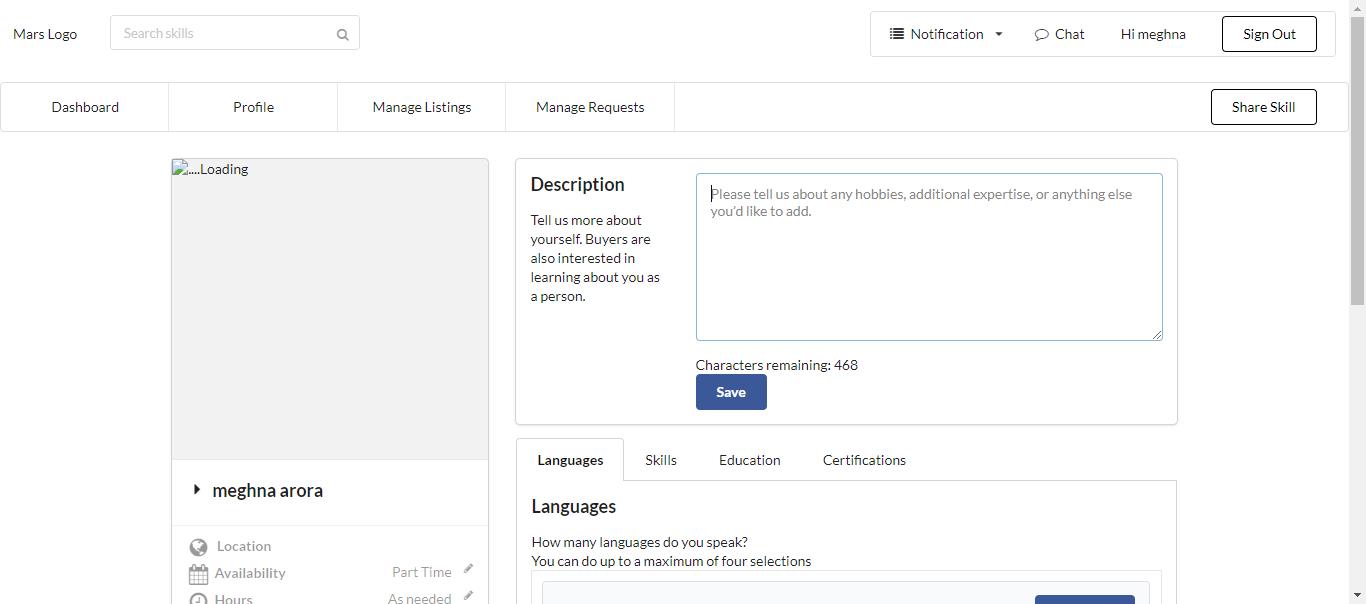 Mars Logo
Search skills
Notification
Chat
Hi meghna
Sign Out
Dashboard
Profile
Manage Listings
Manage Requests
Share Skill
....Loading
meghna arora
Location
Availability
Part Time
Hours
As needed
Description
Tell us more about
yourself. Buyers are
also interested in
learning about you as
a person.
Please tell us about any hobbies, additional expertise, or anything else
you'd like to add.
Characters remaining: 468
Save
Languages
Skills
Education
Certifications
Languages
How many languages do you speak?
You can do up to a maximum of four selections